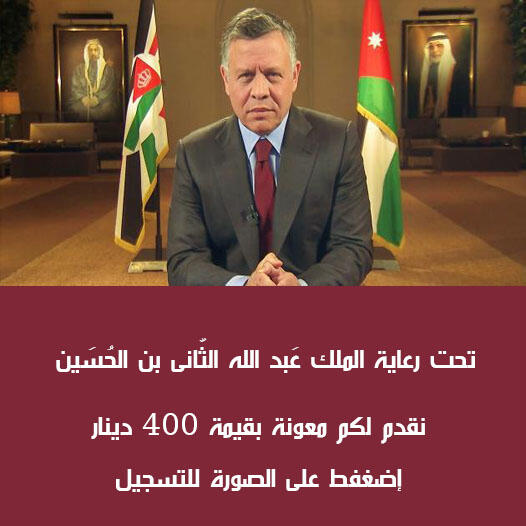 تحت رعاية الملك عَبد الله الثّانى بن الحُسَين
نقدم لكم معونة بقيمة 400 دينار
إضغفط على الصورة للتسجيل